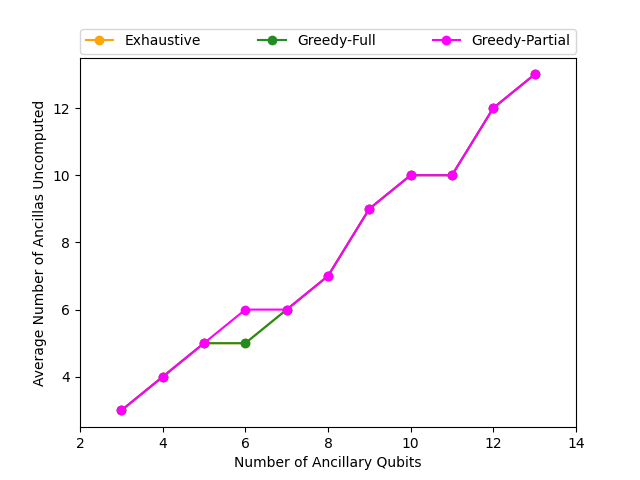 Exhaustive Greedy-Full Greedy-Partial
12
10
8
6
4
Average Number of Ancillas Uncomputed
2 4 6 8 10 12 14
Number of Ancillary Qubits